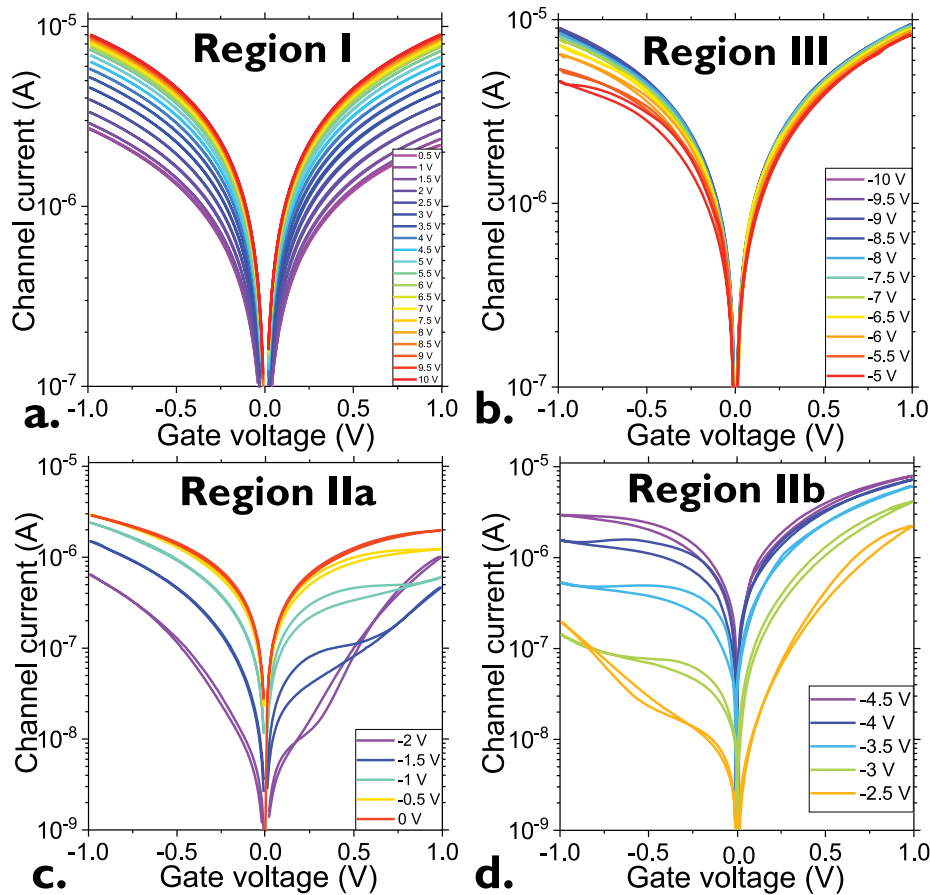 Region I
Channel current (A)
10^-5
10^-6
10^-7
0.5 V
1 V
1.5 V
2 V
2.5 V
3 V
3.5 V
4 V
4.5 V
5 V
5.5 V
6 V
6.5 V
7 V
7.5 V
8 V
8.5 V
9 V
9.5 V
10 V
-1.0 -0.5 0.0 0.5 1.0
Gate voltage (V)
a.
Region III
Channel current (A)
10^-5
10^-6
10^-7
-10 V
-9.5 V
-9 V
-8.5 V
-8 V
-7.5 V
-7 V
-6.5 V
-6 V
-5.5 V
-5 V
-1.0 -0.5 0.0 0.5 1.0
Gate voltage (V)
b.
Region IIa
Channel current (A)
10^-5
10^-6
10^-7
10^-8
10^-9
-2 V
-1.5 V
-1 V
-0.5 V
0 V
-1.0 -0.5 0.0 0.5 1.0
Gate voltage (V)
c.
Region IIb
Channel current (A)
10^-5
10^-6
10^-7
10^-8
10^-9
-4.5 V
-4 V
-3.5 V
-3 V
-2.5 V
-1.0 -0.5 0.0 0.5 1.0
Gate voltage (V)
d.